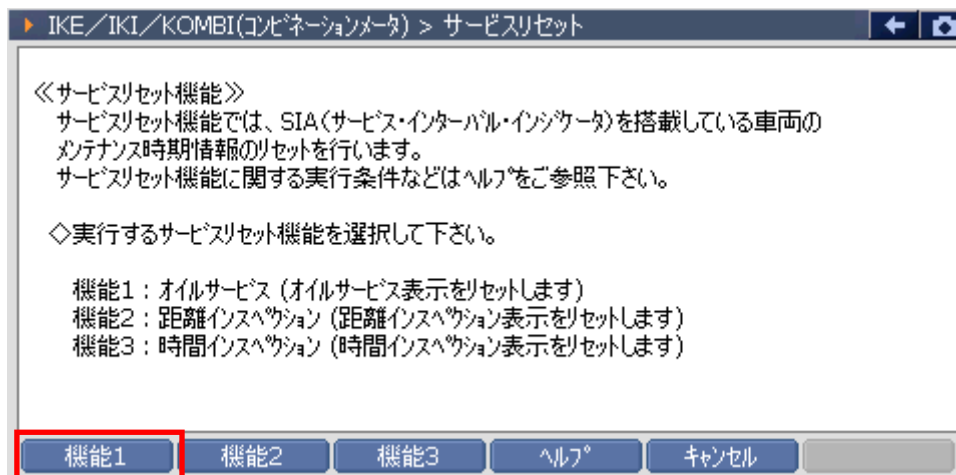 IKE／IKI／KOMBI(ｺﾝﾋﾞﾈｰｼｮﾝﾒｰﾀ) > サービスリセット
≪ｻｰﾋﾞｽﾘｾｯﾄ機能≫
ｻｰﾋﾞｽﾘｾｯﾄ機能では、SIA(ｻｰﾋﾞｽ・ｲﾝﾀｰﾊﾞﾙ・ｲﾝｼﾞｹｰﾀ)を搭載している車両の
ﾒﾝﾃﾅﾝｽ時期情報のﾘｾｯﾄを行います。
ｻｰﾋﾞｽﾘｾｯﾄ機能に関する実行条件などはﾍﾙﾌﾟをご参照下さい。
◇実行するｻｰﾋﾞｽﾘｾｯﾄ機能を選択して下さい。
機能1：ｵｲﾙｻｰﾋﾞｽ (ｵｲﾙｻｰﾋﾞｽ表示をﾘｾｯﾄします)
機能2：距離ｲﾝｽﾍﾟｸｼｮﾝ (距離ｲﾝｽﾍﾟｸｼｮﾝ表示をﾘｾｯﾄします)
機能3：時間ｲﾝｽﾍﾟｸｼｮﾝ (時間ｲﾝｽﾍﾟｸｼｮﾝ表示をﾘｾｯﾄします)
機能1 機能2 機能3 ﾍﾙﾌﾟ ｷｬﾝｾﾙ